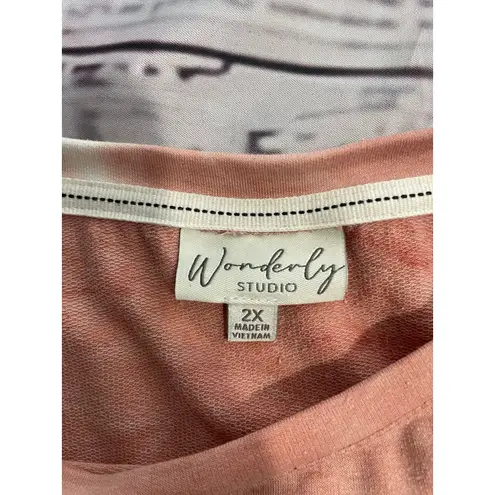 Wonderly
STUDIO
2X
MADE IN
VIETNAM